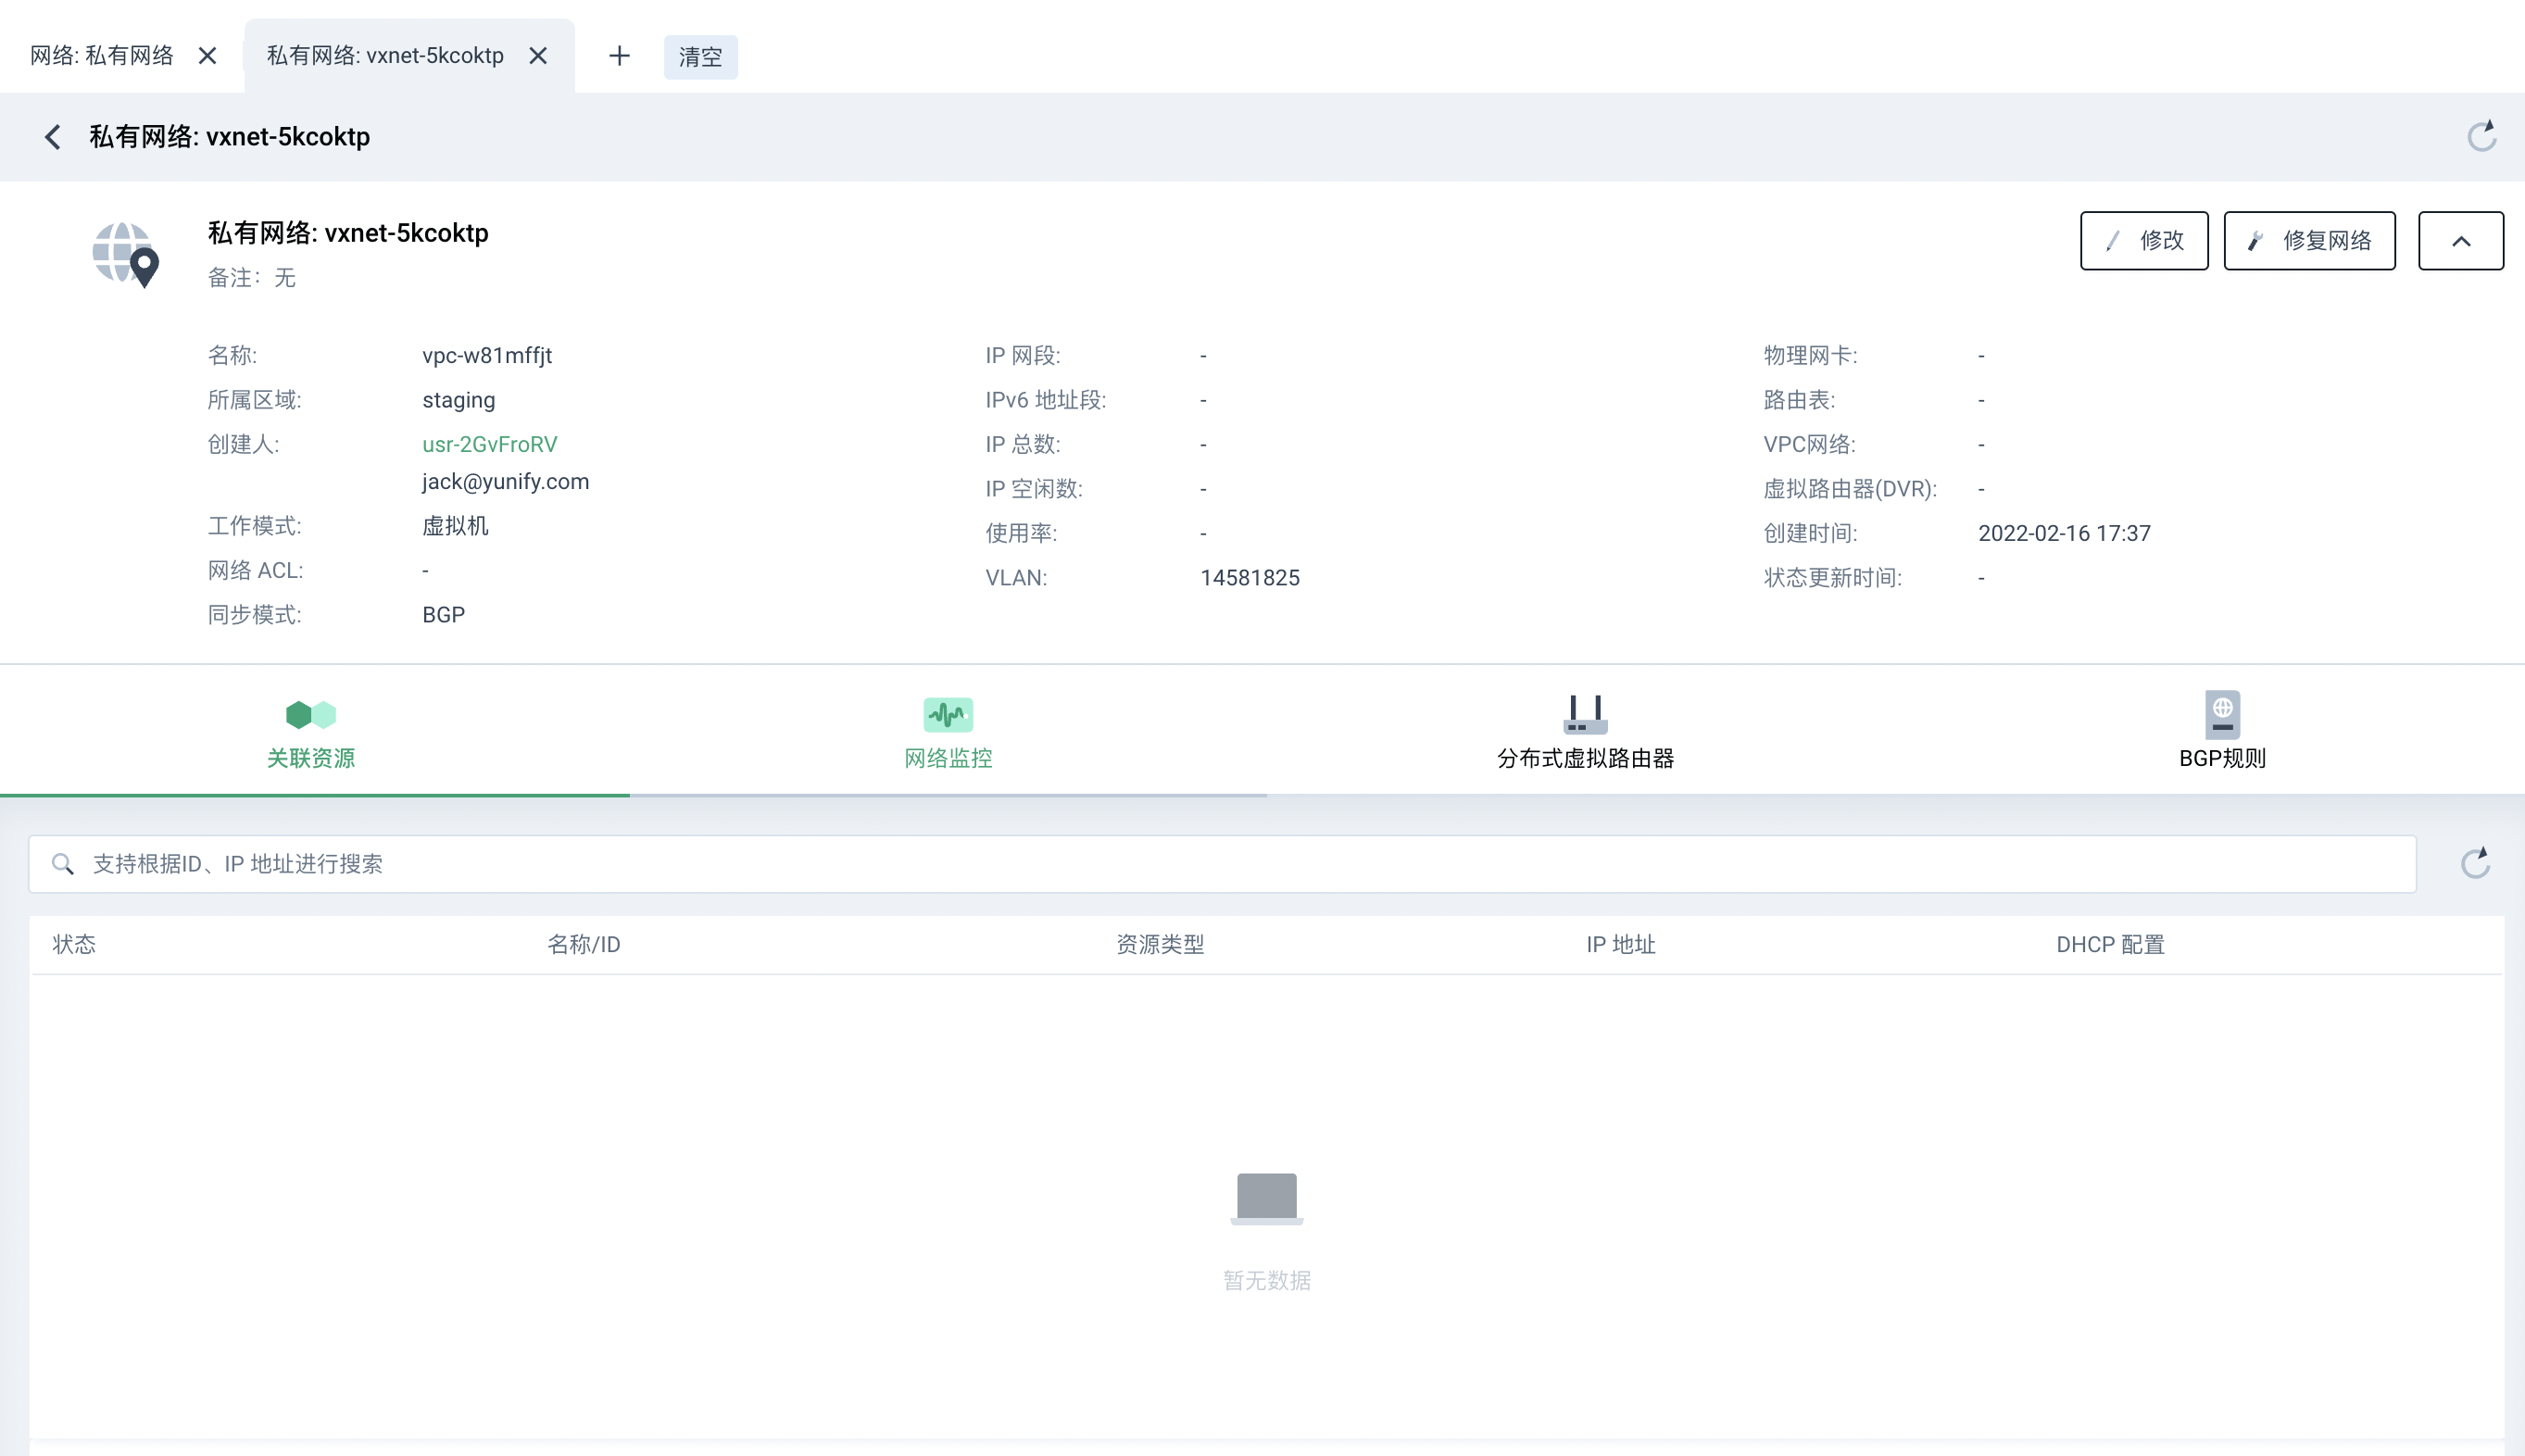 网络: 私有网络
私有网络: vxnet-5kcoktp
清空
私有网络: vxnet-5kcoktp
私有网络: vxnet-5kcoktp
备注: 无
修改
修复网络
名称: vpc-w81mffjt
所属区域: staging
创建人: usr-2GvFroRV
jack@yunify.com
工作模式: 虚拟机
网络 ACL: -
同步模式: BGP
IP 网段: -
IPv6 地址段: -
IP 总数: -
IP 空闲数: -
使用率: -
VLAN: 14581825
物理网卡: -
路由表: -
VPC网络: -
虚拟路由器(DVR): -
创建时间: 2022-02-16 17:37
状态更新时间: -
关联资源
网络监控
分布式虚拟路由器
BGP规则
支持根据ID、IP 地址进行搜索
状态 名称/ID 资源类型 IP 地址 DHCP 配置
暂无数据